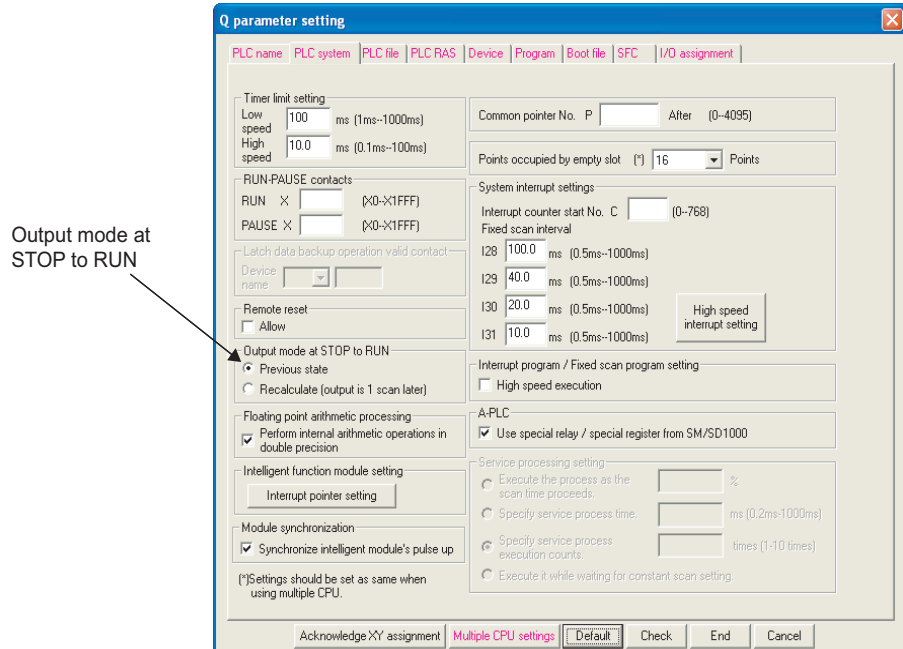 Q parameter setting
PLC name PLC system PLC file PLC RAS Device Program Boot file SFC I/O assignment
Timer limit setting
Low speed 100 ms (1ms--1000ms)
High speed 10.0 ms (0.1ms--100ms)
RUN-PAUSE contacts
RUN X (X0--X1FFF)
PAUSE X (X0--X1FFF)
Latch data backup operation valid contact
Device name
Remote reset
Allow
Output mode at STOP to RUN
Previous state
Recalculate (output is 1 scan later)
Floating point arithmetic processing
Perform internal arithmetic operations in
double precision
Intelligent function module setting
Interrupt pointer setting
Module synchronization
Synchronize intelligent module's pulse up
(*)Settings should be set as same when
using multiple CPU.
Common pointer No. P After (0--4095)
Points occupied by empty slot (*) 16 Points
System interrupt settings
Interrupt counter start No. C (0--768)
Fixed scan interval
I28 100.0 ms (0.5ms--1000ms)
I29 40.0 ms (0.5ms--1000ms)
I30 20.0 ms (0.5ms--1000ms)
I31 10.0 ms (0.5ms--1000ms)
High speed
interrupt setting
Interrupt program / Fixed scan program setting
High speed execution
A-PLC
Use special relay / special register from SM/SD1000
Service processing setting
Execute the process as the
scan time proceeds. %
Specify service process time. ms (0.2ms-1000ms)
Specify service process
execution counts. times (1-10 times)
Execute it while waiting for constant scan setting.
Acknowledge XY assignment Multiple CPU settings Default Check End Cancel
Output mode at
STOP to RUN